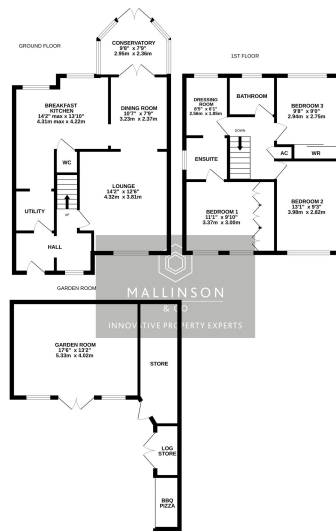 GROUND FLOOR
CONSERVATORY
9'8" x 7'9"
2.95m x 2.36m
BREAKFAST
KITCHEN
14'2" max x 13'10"
4.31m max x 4.22m
DINING ROOM
10'7" x 7'9"
3.23m x 2.37m
WC
UP
LOUNGE
14'2" x 12'6"
4.32m x 3.81m
UTILITY
HALL
1ST FLOOR
DRESSING
ROOM
8'5" x 6'1"
2.56m x 1.85m
BATHROOM
BEDROOM 3
9'8" x 9'0"
2.94m x 2.75m
DOWN
AC
WR
ENSUITE
BEDROOM 1
11'1" x 9'10"
3.37m x 3.00m
BEDROOM 2
13'1" x 9'3"
3.98m x 2.82m
GARDEN ROOM
MALLINSON
& CO
INNOVATIVE PROPERTY EXPERTS
GARDEN ROOM
17'6" x 13'2"
5.33m x 4.02m
STORE
LOG
STORE
BBQ
PIZZA